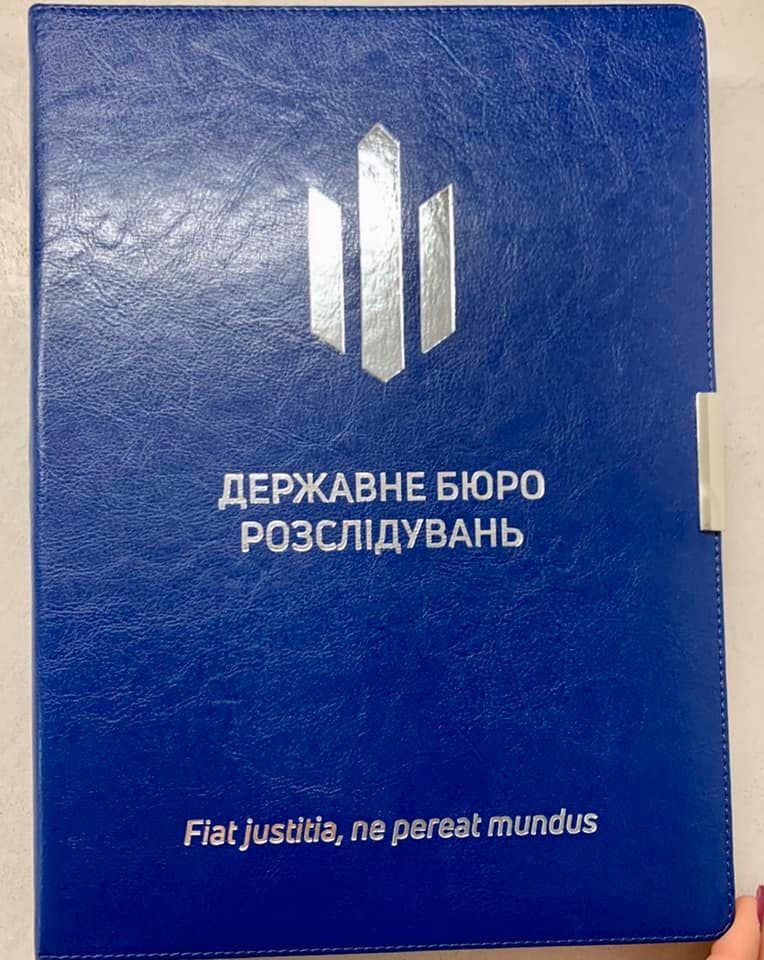 ДЕРЖАВНЕ БЮРО
РОЗСЛІДУВАНЬ
Fiat justitia, ne pereat mundus